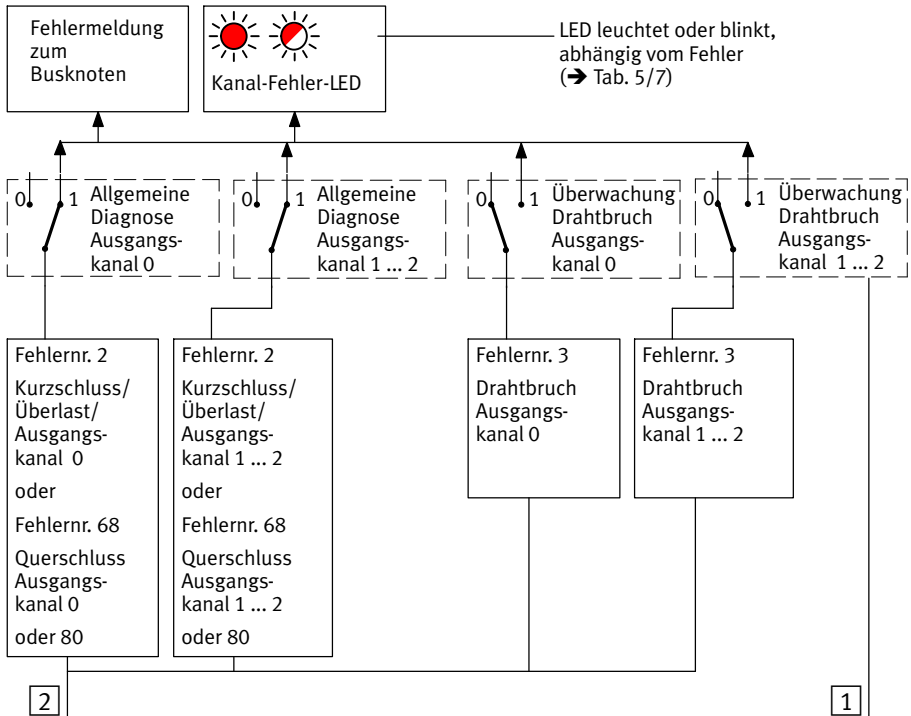 Fehlermeldung
zum
Busknoten
Kanal-Fehler-LED
LED leuchtet oder blinkt,
abhängig vom Fehler
(➔ Tab. 5/7)
0 1 Allgemeine
Diagnose
Ausgangs-
kanal 0
0 1 Allgemeine
Diagnose
Ausgangs-
kanal 1 ... 2
0 1 Überwachung
Drahtbruch
Ausgangs-
kanal 0
0 1 Überwachung
Drahtbruch
Ausgangs-
kanal 1 ... 2
Fehlernr. 2
Kurzschluss/
Überlast/
Ausgangs-
kanal 0
oder
Fehlernr. 68
Querschluss
Ausgangs-
kanal 0
oder 80
Fehlernr. 2
Kurzschluss/
Überlast/
Ausgangs-
kanal 1 ... 2
oder
Fehlernr. 68
Querschluss
Ausgangs-
kanal 1 ... 2
oder 80
Fehlernr. 3
Drahtbruch
Ausgangs-
kanal 0
Fehlernr. 3
Drahtbruch
Ausgangs-
kanal 1 ... 2
2
1